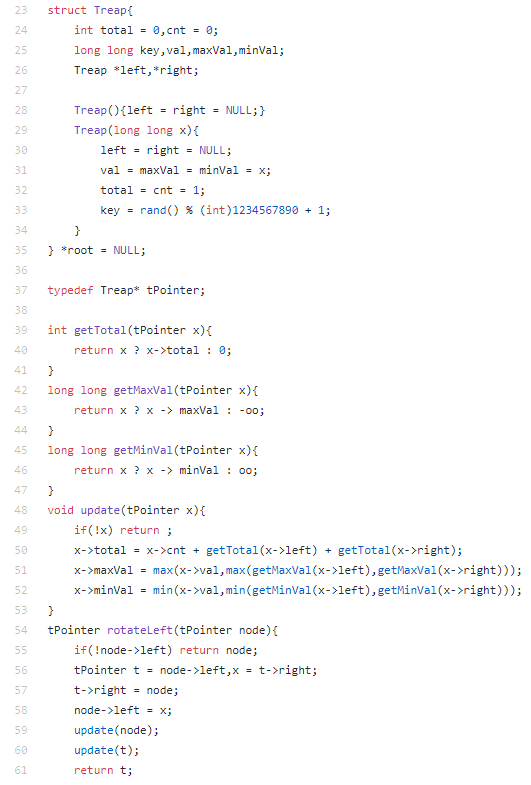 23 struct Treap{
24     int total = 0,cnt = 0;
25     long long key,val,maxVal,minVal;
26     Treap *left,*right;
27
28     Treap(){left = right = NULL;}
29     Treap(long long x){
30         left = right = NULL;
31         val = maxVal = minVal = x;
32         total = cnt = 1;
33         key = rand() % (int)1234567890 + 1;
34     }
35 } *root = NULL;
36
37 typedef Treap* tPointer;
38
39 int getTotal(tPointer x){
40     return x ? x->total : 0;
41 }
42 long long getMaxVal(tPointer x){
43     return x ? x -> maxVal : -oo;
44 }
45 long long getMinVal(tPointer x){
46     return x ? x -> minVal : oo;
47 }
48 void update(tPointer x){
49     if(!x) return ;
50     x->total = x->cnt + getTotal(x->left) + getTotal(x->right);
51     x->maxVal = max(x->val,max(getMaxVal(x->left),getMaxVal(x->right)));
52     x->minVal = min(x->val,min(getMinVal(x->left),getMinVal(x->right)));
53 }
54 tPointer rotateLeft(tPointer node){
55     if(!node->left) return node;
56     tPointer t = node->left,x = t->right;
57     t->right = node;
58     node->left = x;
59     update(node);
60     update(t);
61     return t;